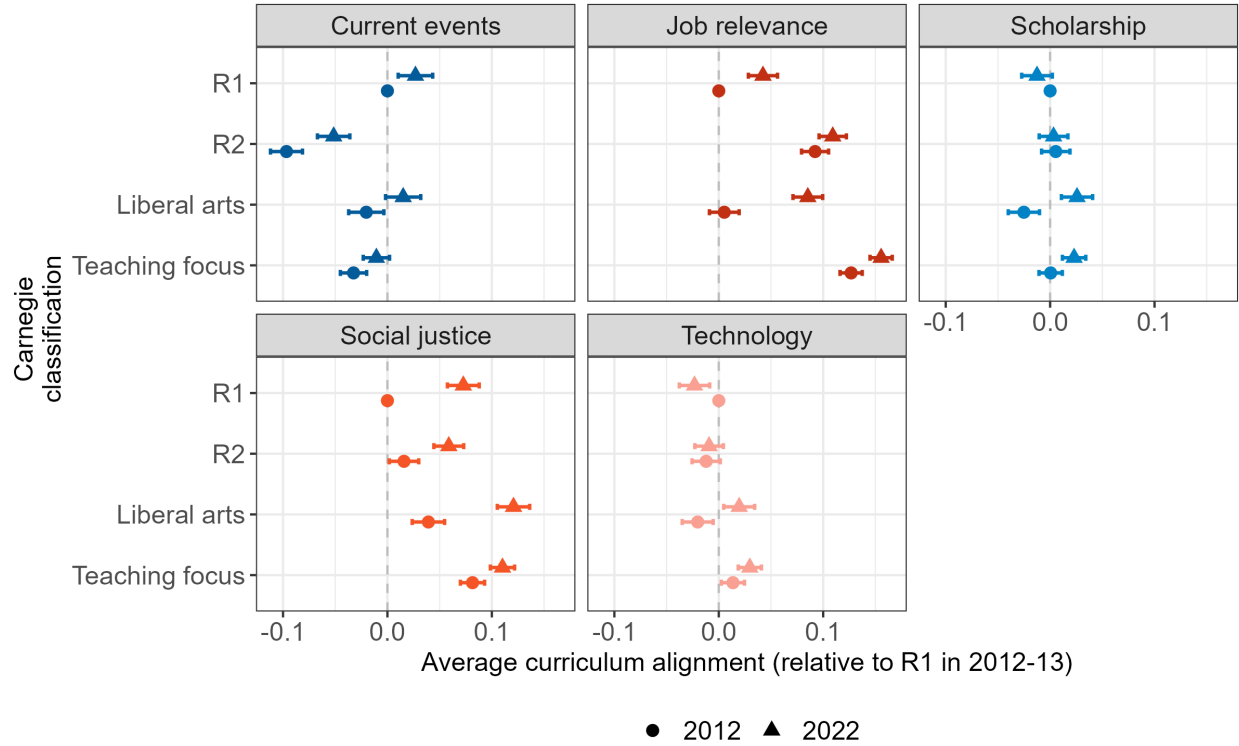 Current events
Job relevance
Scholarship
R1
R2
Liberal arts
Teaching focus
-0.1 0.0 0.1
Social justice
Technology
R1
R2
Liberal arts
Teaching focus
-0.1 0.0 0.1
-0.1 0.0 0.1
Carnegie
classification
Average curriculum alignment (relative to R1 in 2012-13)
2012 2022